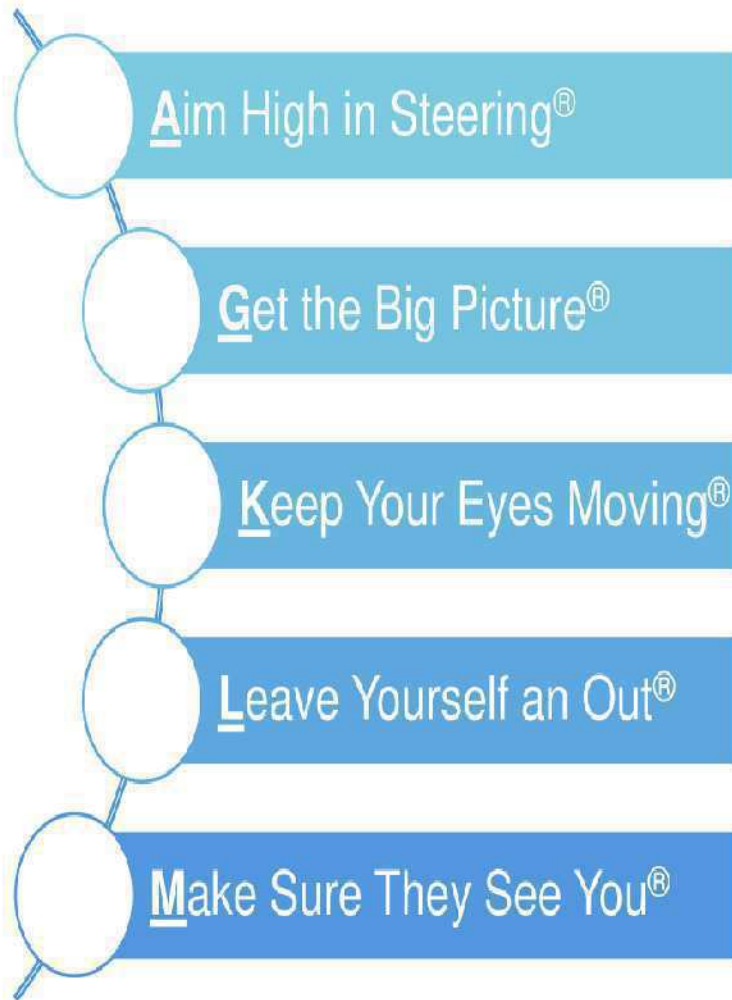 Aim High in Steering®
Get the Big Picture®
Keep Your Eyes Moving®
Leave Yourself an Out®
Make Sure They See You®